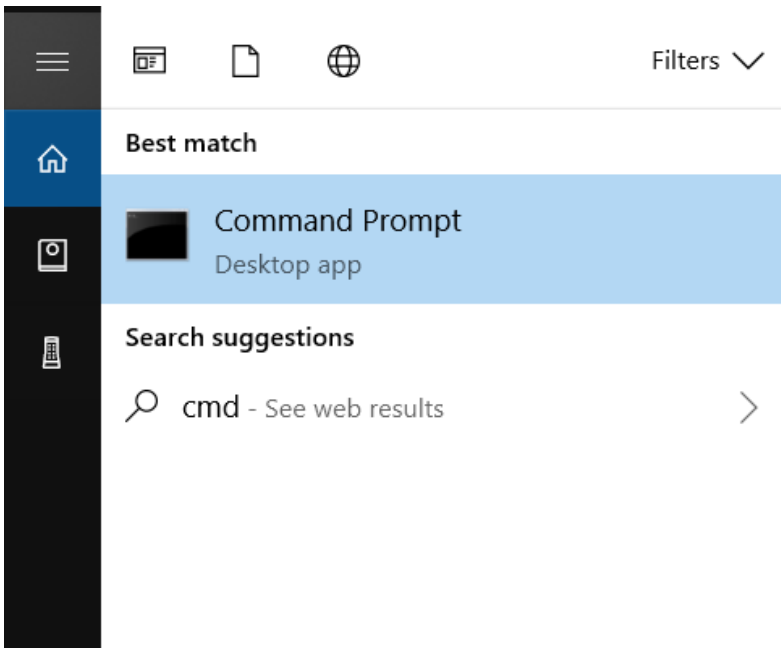 Filters
Best match
Command Prompt
Desktop app
Search suggestions
cmd - See web results